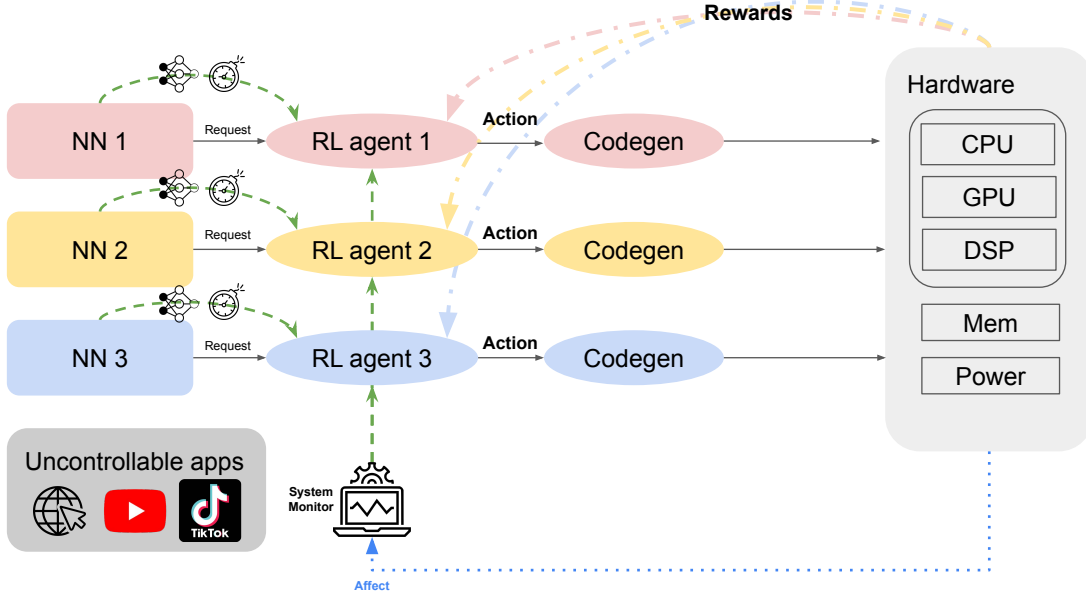 Rewards
Hardware
NN 1
Request
RL agent 1
Action
Codegen
CPU
GPU
NN 2
Request
RL agent 2
Action
Codegen
DSP
Mem
NN 3
Request
RL agent 3
Action
Codegen
Power
Uncontrollable apps
TikTok
System
Monitor
Affect